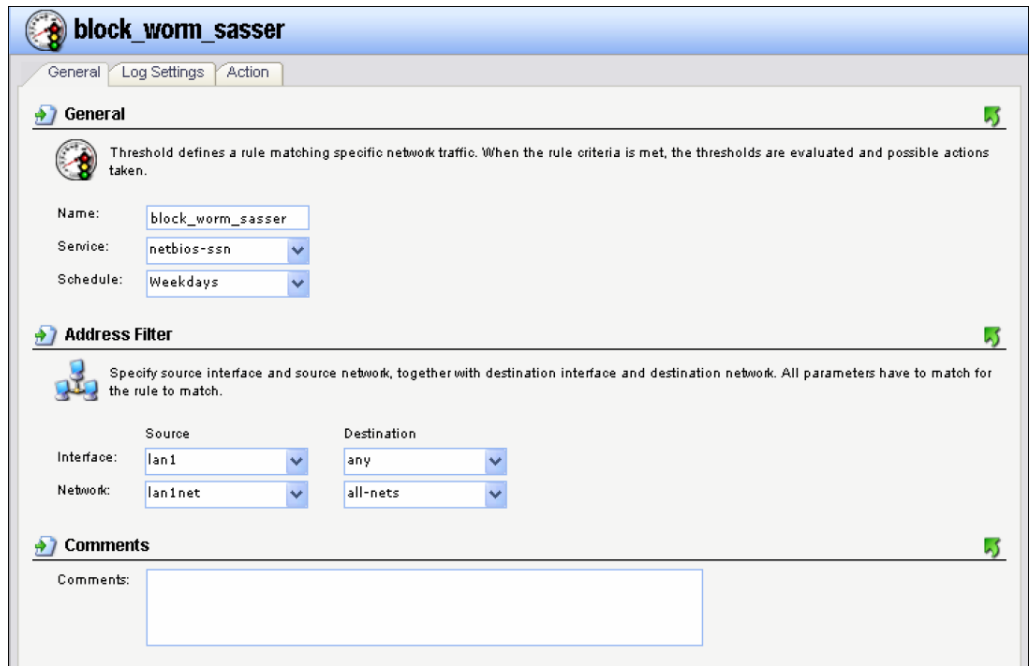 block_worm_sasser
General Log Settings Action
General
Threshold defines a rule matching specific network traffic. When the rule criteria is met, the thresholds are evaluated and possible actions
taken.
Name: block_worm_sasser
Service: netbios-ssn
Schedule: Weekdays
Address Filter
Specify source interface and source network, together with destination interface and destination network. All parameters have to match for
the rule to match.
Source Destination
Interface: lan1 any
Network: lan1net all-nets
Comments
Comments: